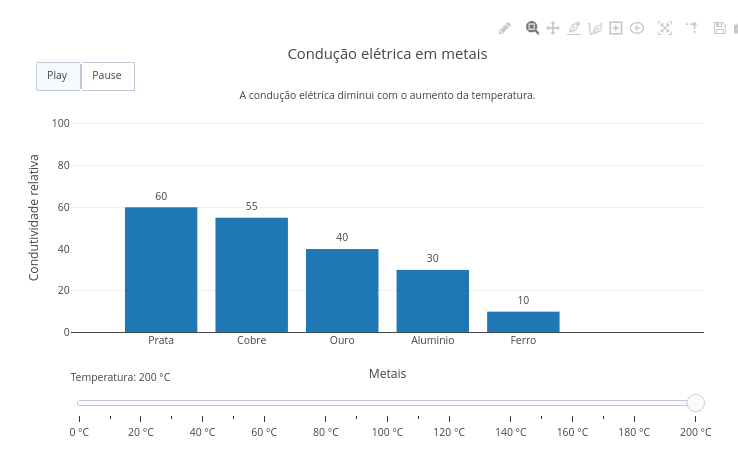 Condução elétrica em metais
Play
Pause
A condução elétrica diminui com o aumento da temperatura.
Condutividade relativa
100
80
60
40
20
0
60
55
40
30
10
Prata
Cobre
Ouro
Aluminio
Ferro
Metais
Temperatura: 200 °C
0 °C
20 °C
40 °C
60 °C
80 °C
100 °C
120 °C
140 °C
160 °C
180 °C
200 °C